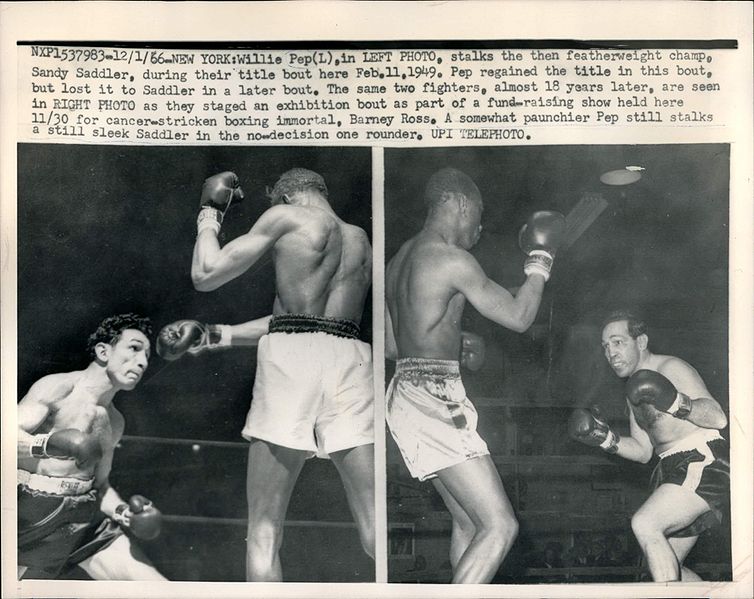 NXP1537983-12/1/66-NEW YORK:Willie Pep(L),in LEFT PHOTO, stalks the then featherweight champ,
Sandy Saddler, during their title bout here Feb.11,1949. Pep regained the title in this bout,
but lost it to Saddler in a later bout. The same two fighters, almost 18 years later, are seen
in RIGHT PHOTO as they staged an exhibition bout as part of a fund-raising show held here
11/30 for cancer-stricken boxing immortal, Barney Ross. A somewhat paunchier Pep still stalks
a still sleek Saddler in the no-decision one rounder. UPI TELEPHOTO.